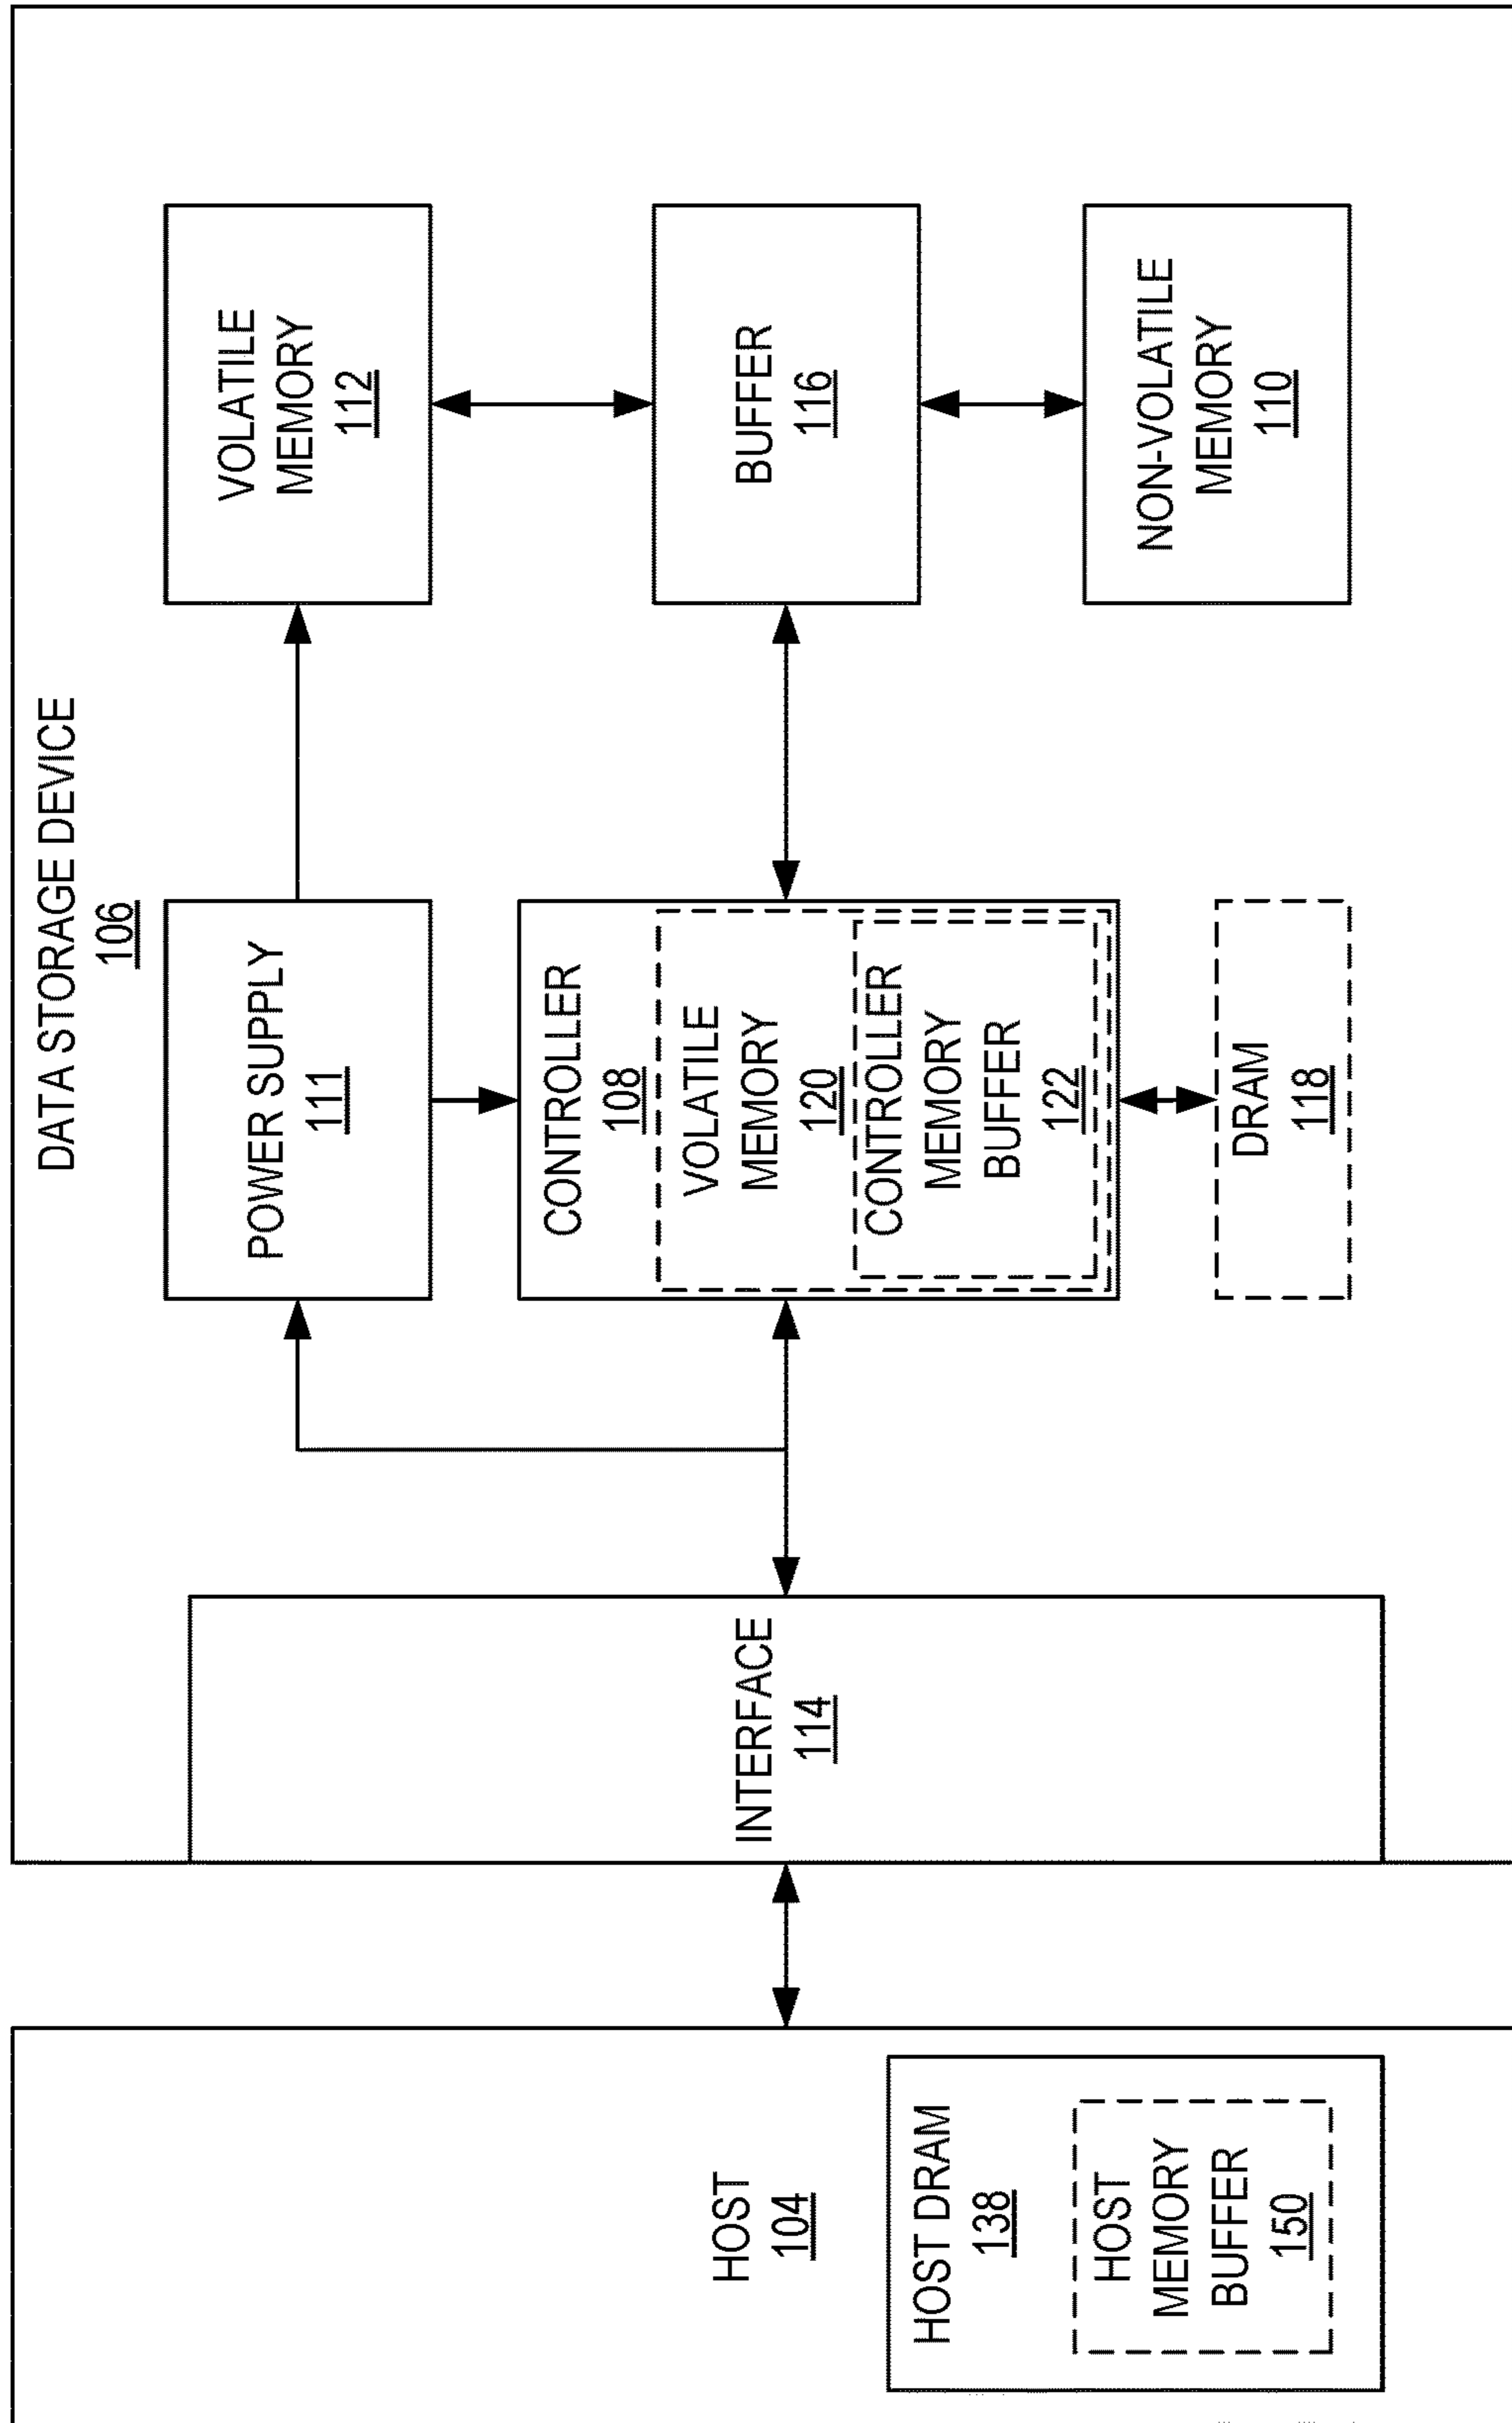 HOST
104
HOST DRAM
138
HOST
MEMORY
BUFFER
150
DATA STORAGE DEVICE
106
INTERFACE
114
POWER SUPPLY
111
CONTROLLER
108
VOLATILE
MEMORY
120
CONTROLLER
MEMORY
BUFFER
122
DRAM
118
VOLATILE
MEMORY
112
BUFFER
116
NON-VOLATILE
MEMORY
110